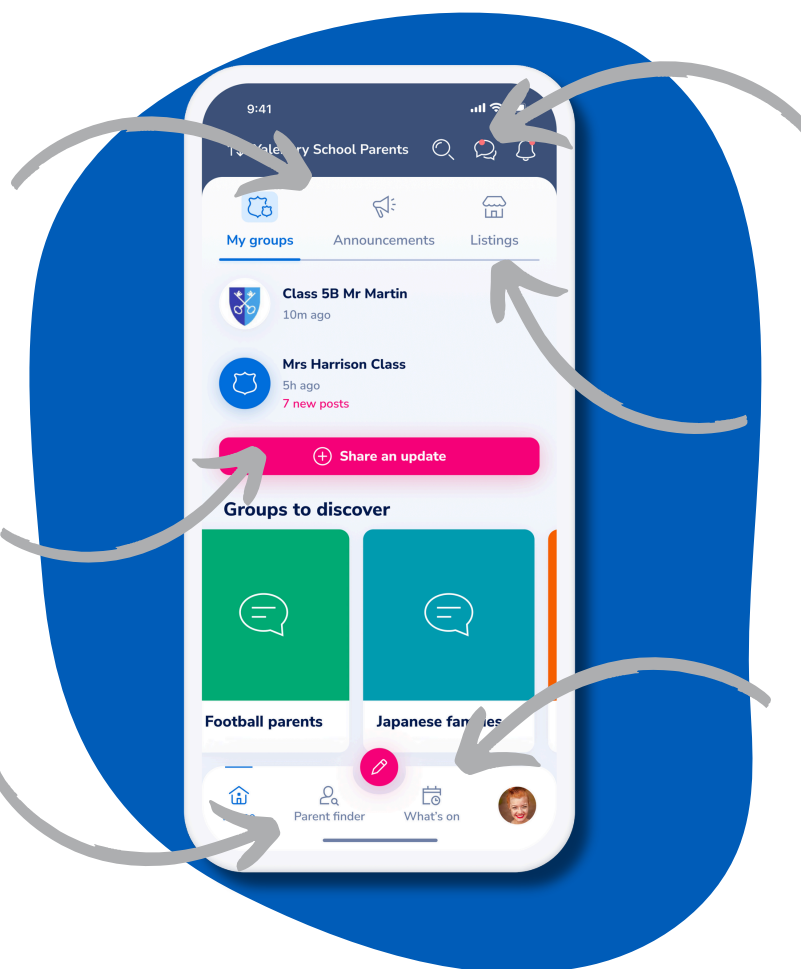 9:41
School Parents
My groups
Announcements
Listings
Class 5B Mr Martin
10m ago
Mrs Harrison Class
5h ago
7 new posts
Share an update
Groups to discover
Football parents
Japanese families
Parent finder
What's on